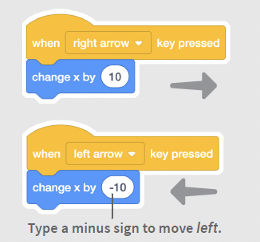 when right arrow key pressed
change x by 10
when left arrow key pressed
change x by -10
Type a minus sign to move left.